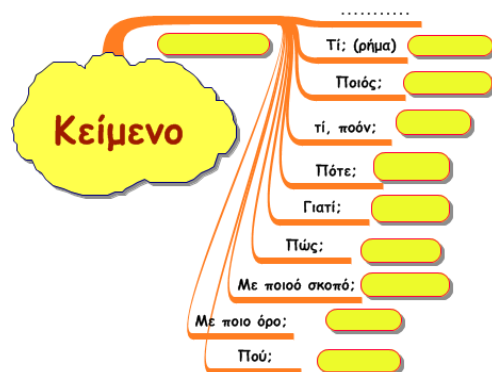 ...........
Τί; (ρήμα)
Ποιός;
Κείμενο
τί, ποόν;
Πότε;
Γιατί;
Πώς;
Με ποιοό σκοπό;
Με ποιο όρο;
Πού;